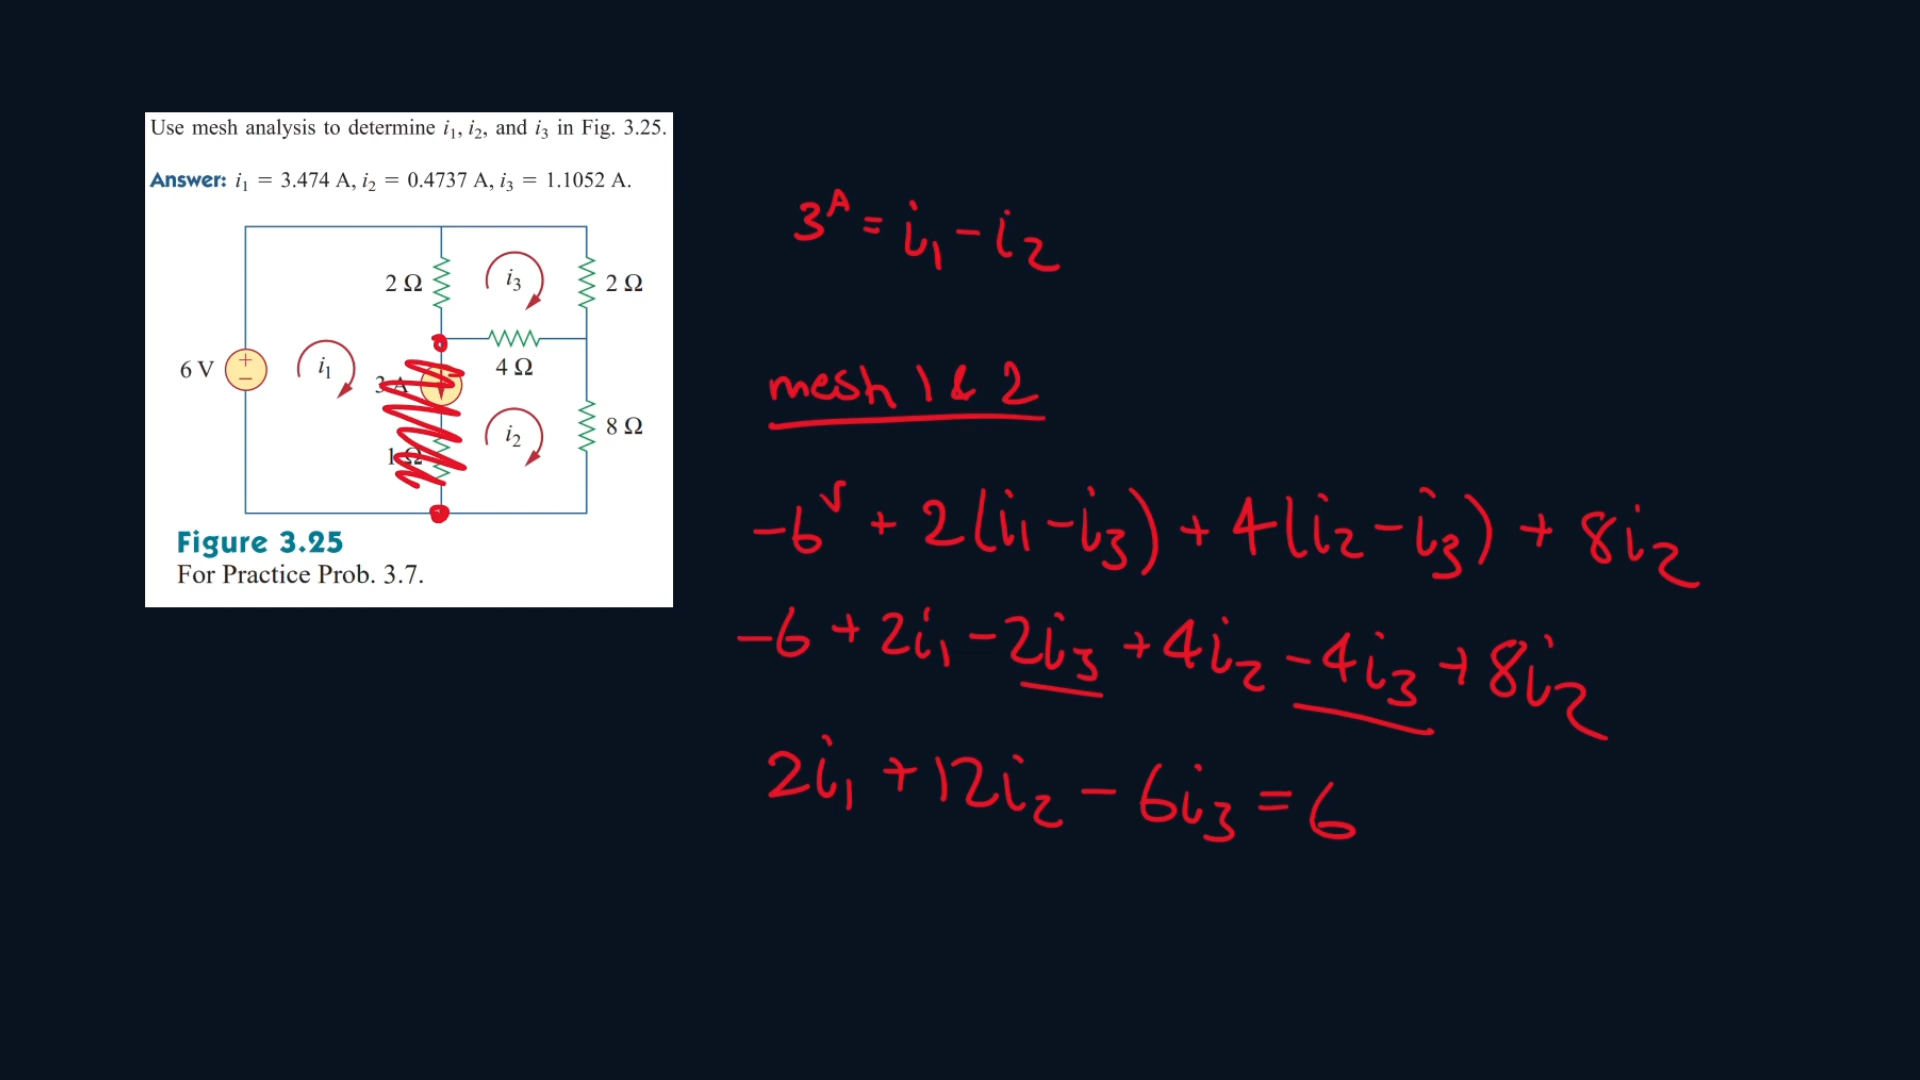 Use mesh analysis to determine i₁, i₂, and i₃ in Fig. 3.25.
Answer: i₁ = 3.474 A, i₂ = 0.4737 A, i₃ = 1.1052 A.
2 Ω
i₃
2 Ω
6 V
+
−
i₁
3 A
4 Ω
i₂
8 Ω
1 Ω
Figure 3.25
For Practice Prob. 3.7.
3ᴬ = i₁ - i₂
mesh 1 & 2
-6ᵛ + 2(i₁-i₃) + 4(i₂-i₃) + 8i₂
-6 + 2i₁ - 2i₃ + 4i₂ - 4i₃ + 8i₂
2i₁ + 12i₂ - 6i₃ = 6